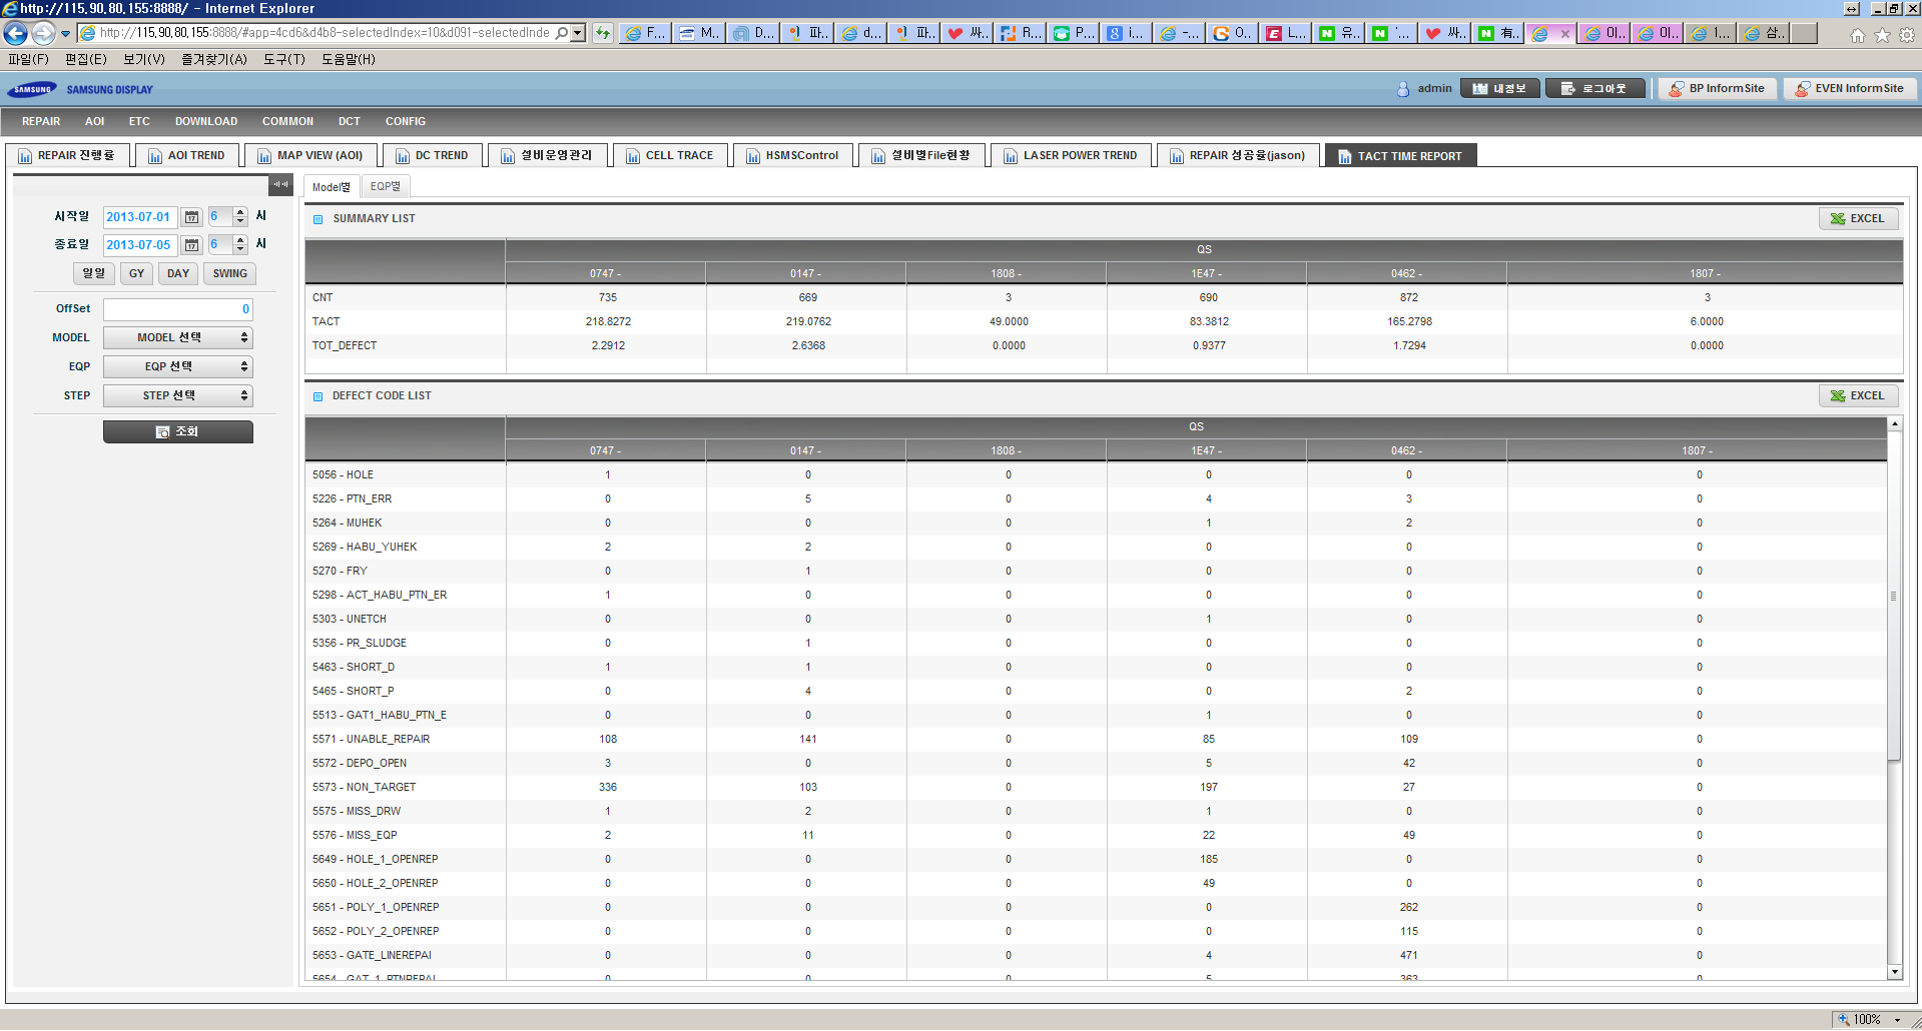 http://115,90,80,155:8888/ - Internet Explorer
http://115,90,80,155:8888/#app=4cd6&d4b8-selectedIndex=10&d091-selectedInde
F... M.. D... 파.. d... 파.. 싸.. R... P... i... -... O.. L... 유.. '... 싸.. 有.. 이.. 이.. 1... 삼..
파일(F) 편집(E) 보기(V) 즐겨찾기(A) 도구(T) 도움말(H)
SAMSUNG SAMSUNG DISPLAY admin 내정보 로그아웃 BP InformSite EVEN InformSite
REPAIR AOI ETC DOWNLOAD COMMON DCT CONFIG
REPAIR 진행률 AOI TREND MAP VIEW (AOI) DC TREND 설비운영관리 CELL TRACE HSMSControl 설비별File현황 LASER POWER TREND REPAIR 성공율(jason) TACT TIME REPORT
시작일 2013-07-01 17 6 시
종료일 2013-07-05 17 6 시
일일 GY DAY SWING
OffSet 0
MODEL MODEL 선택
EQP EQP 선택
STEP STEP 선택
조회
Model별 EQP별
SUMMARY LIST EXCEL
QS
0747 - 0147 - 1808 - 1E47 - 0462 - 1807 -
CNT 735 669 3 690 872 3
TACT 218.8272 219.0762 49.0000 83.3812 165.2798 6.0000
TOT_DEFECT 2.2912 2.6368 0.0000 0.9377 1.7294 0.0000
DEFECT CODE LIST EXCEL
QS
0747 - 0147 - 1808 - 1E47 - 0462 - 1807 -
5056 - HOLE 1 0 0 0 0 0
5226 - PTN_ERR 0 5 0 4 3 0
5264 - MUHEK 0 0 0 1 2 0
5269 - HABU_YUHEK 2 2 0 0 0 0
5270 - FRY 0 1 0 0 0 0
5298 - ACT_HABU_PTN_ER 1 0 0 0 0 0
5303 - UNETCH 0 0 0 1 0 0
5356 - PR_SLUDGE 0 1 0 0 0 0
5463 - SHORT_D 1 1 0 0 0 0
5465 - SHORT_P 0 4 0 0 2 0
5513 - GAT1_HABU_PTN_E 0 0 0 1 0 0
5571 - UNABLE_REPAIR 108 141 0 85 109 0
5572 - DEPO_OPEN 3 0 0 5 42 0
5573 - NON_TARGET 336 103 0 197 27 0
5575 - MISS_DRW 1 2 0 1 0 0
5576 - MISS_EQP 2 11 0 22 49 0
5649 - HOLE_1_OPENREP 0 0 0 185 0 0
5650 - HOLE_2_OPENREP 0 0 0 49 0 0
5651 - POLY_1_OPENREP 0 0 0 0 262 0
5652 - POLY_2_OPENREP 0 0 0 0 115 0
5653 - GATE_LINEREPAI 0 0 0 4 471 0
5654 - GAT_1_PTNREPAI 0 0 0 5 363 0
100%